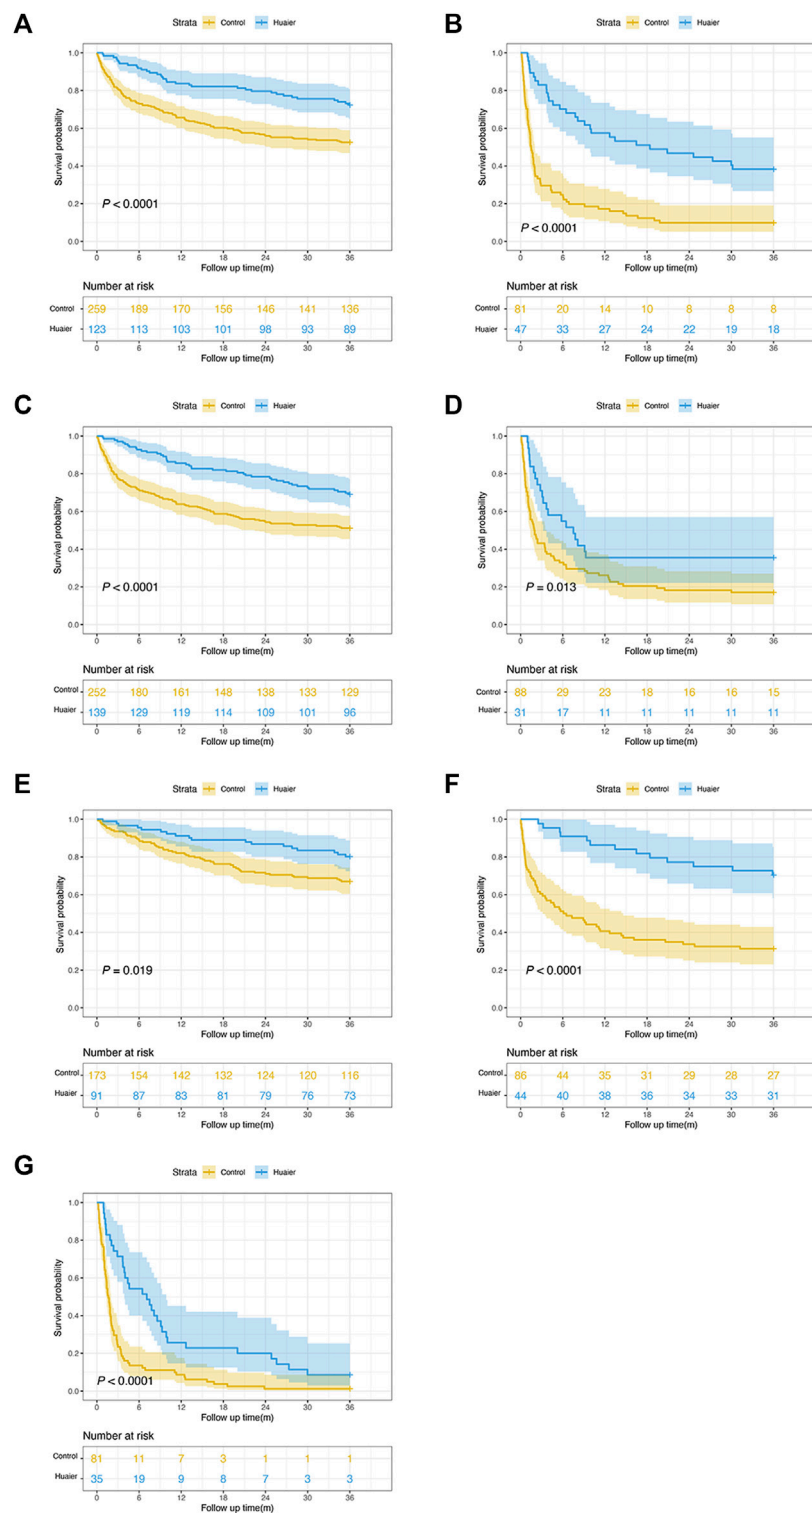 A
Strata Control Huaier
Survival probability
1.0
0.8
0.6
0.4
0.2
0.0
P < 0.0001
0 6 12 18 24 30 36
Follow up time(m)
Number at risk
Control 259 189 170 156 146 141 136
Huaier 123 113 103 101 98 93 89
0 6 12 18 24 30 36
Follow up time(m)
B
Strata Control Huaier
Survival probability
1.0
0.8
0.6
0.4
0.2
0.0
P < 0.0001
0 6 12 18 24 30 36
Follow up time(m)
Number at risk
Control 81 20 14 10 8 8 8
Huaier 47 33 27 24 22 19 18
0 6 12 18 24 30 36
Follow up time(m)
C
Strata Control Huaier
Survival probability
1.0
0.8
0.6
0.4
0.2
0.0
P < 0.0001
0 6 12 18 24 30 36
Follow up time(m)
Number at risk
Control 252 180 161 148 138 133 129
Huaier 139 129 119 114 109 101 96
0 6 12 18 24 30 36
Follow up time(m)
D
Strata Control Huaier
Survival probability
1.0
0.8
0.6
0.4
0.2
0.0
P = 0.013
0 6 12 18 24 30 36
Follow up time(m)
Number at risk
Control 88 29 23 18 16 16 15
Huaier 31 17 11 11 11 11 11
0 6 12 18 24 30 36
Follow up time(m)
E
Strata Control Huaier
Survival probability
1.0
0.8
0.6
0.4
0.2
0.0
P = 0.019
0 6 12 18 24 30 36
Follow up time(m)
Number at risk
Control 173 154 142 132 124 120 116
Huaier 91 87 83 81 79 76 73
0 6 12 18 24 30 36
Follow up time(m)
F
Strata Control Huaier
Survival probability
1.0
0.8
0.6
0.4
0.2
0.0
P < 0.0001
0 6 12 18 24 30 36
Follow up time(m)
Number at risk
Control 86 44 35 31 29 28 27
Huaier 44 40 38 36 34 33 31
0 6 12 18 24 30 36
Follow up time(m)
G
Strata Control Huaier
Survival probability
1.0
0.8
0.6
0.4
0.2
0.0
P < 0.0001
0 6 12 18 24 30 36
Follow up time(m)
Number at risk
Control 81 11 7 3 1 1 1
Huaier 35 19 9 8 7 3 3
0 6 12 18 24 30 36
Follow up time(m)